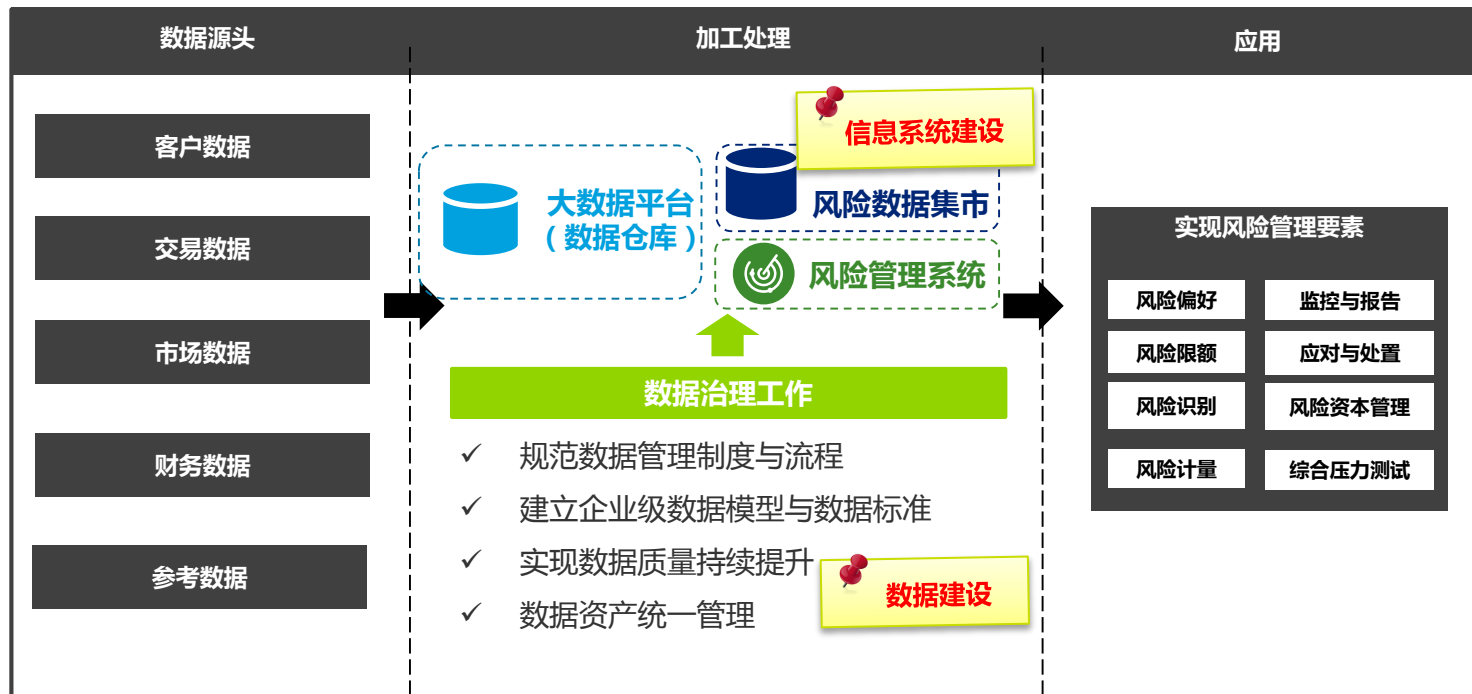 数据源头
加工处理
应用
客户数据
交易数据
市场数据
财务数据
参考数据
信息系统建设
大数据平台
（数据仓库）
风险数据集市
风险管理系统
数据治理工作
✓ 规范数据管理制度与流程
✓ 建立企业级数据模型与数据标准
✓ 实现数据质量持续提升
✓ 数据资产统一管理
数据建设
实现风险管理要素
风险偏好
监控与报告
风险限额
应对与处置
风险识别
风险资本管理
风险计量
综合压力测试